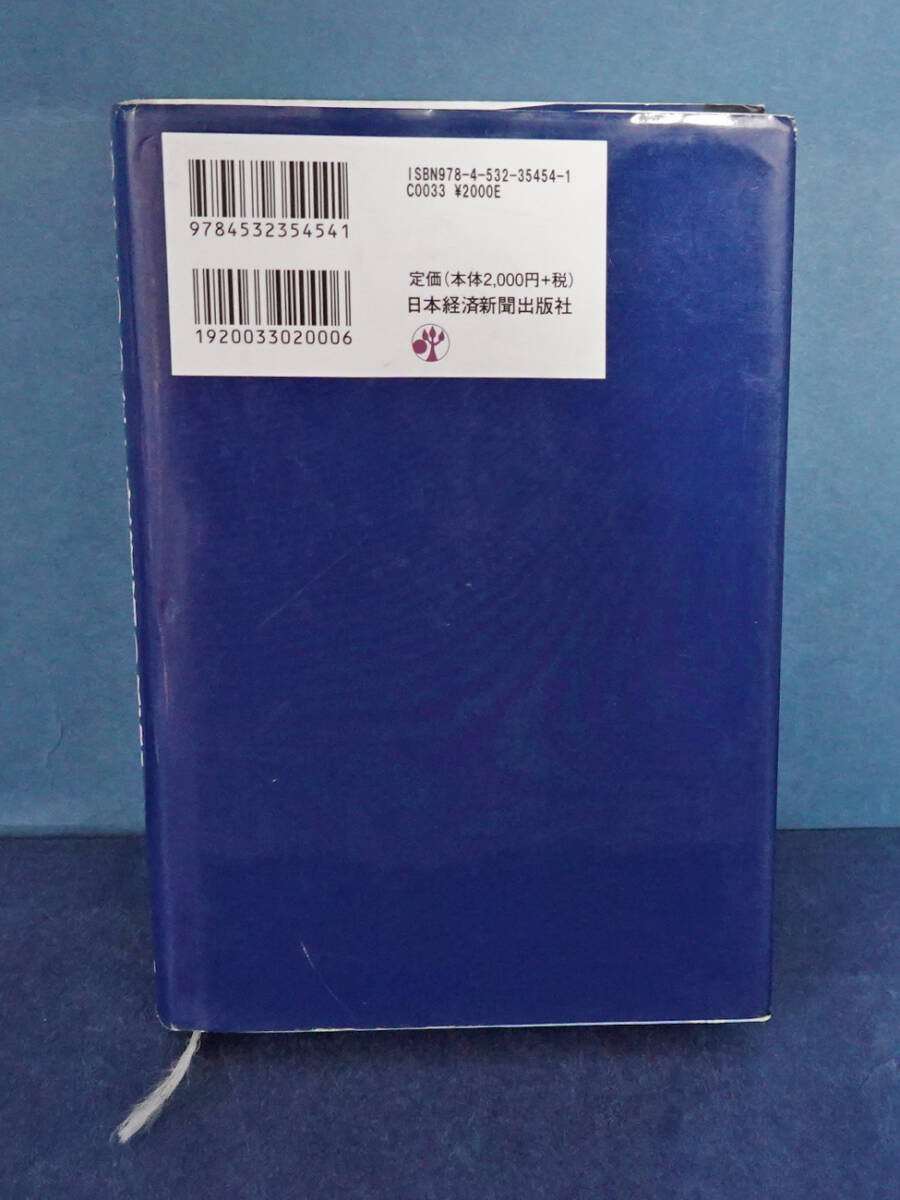 ISBN978-4-532-35454-1
C0033 ¥2000E
9784532354541
定価(本体2,000円+税)
日本経済新聞出版社
1920033020006